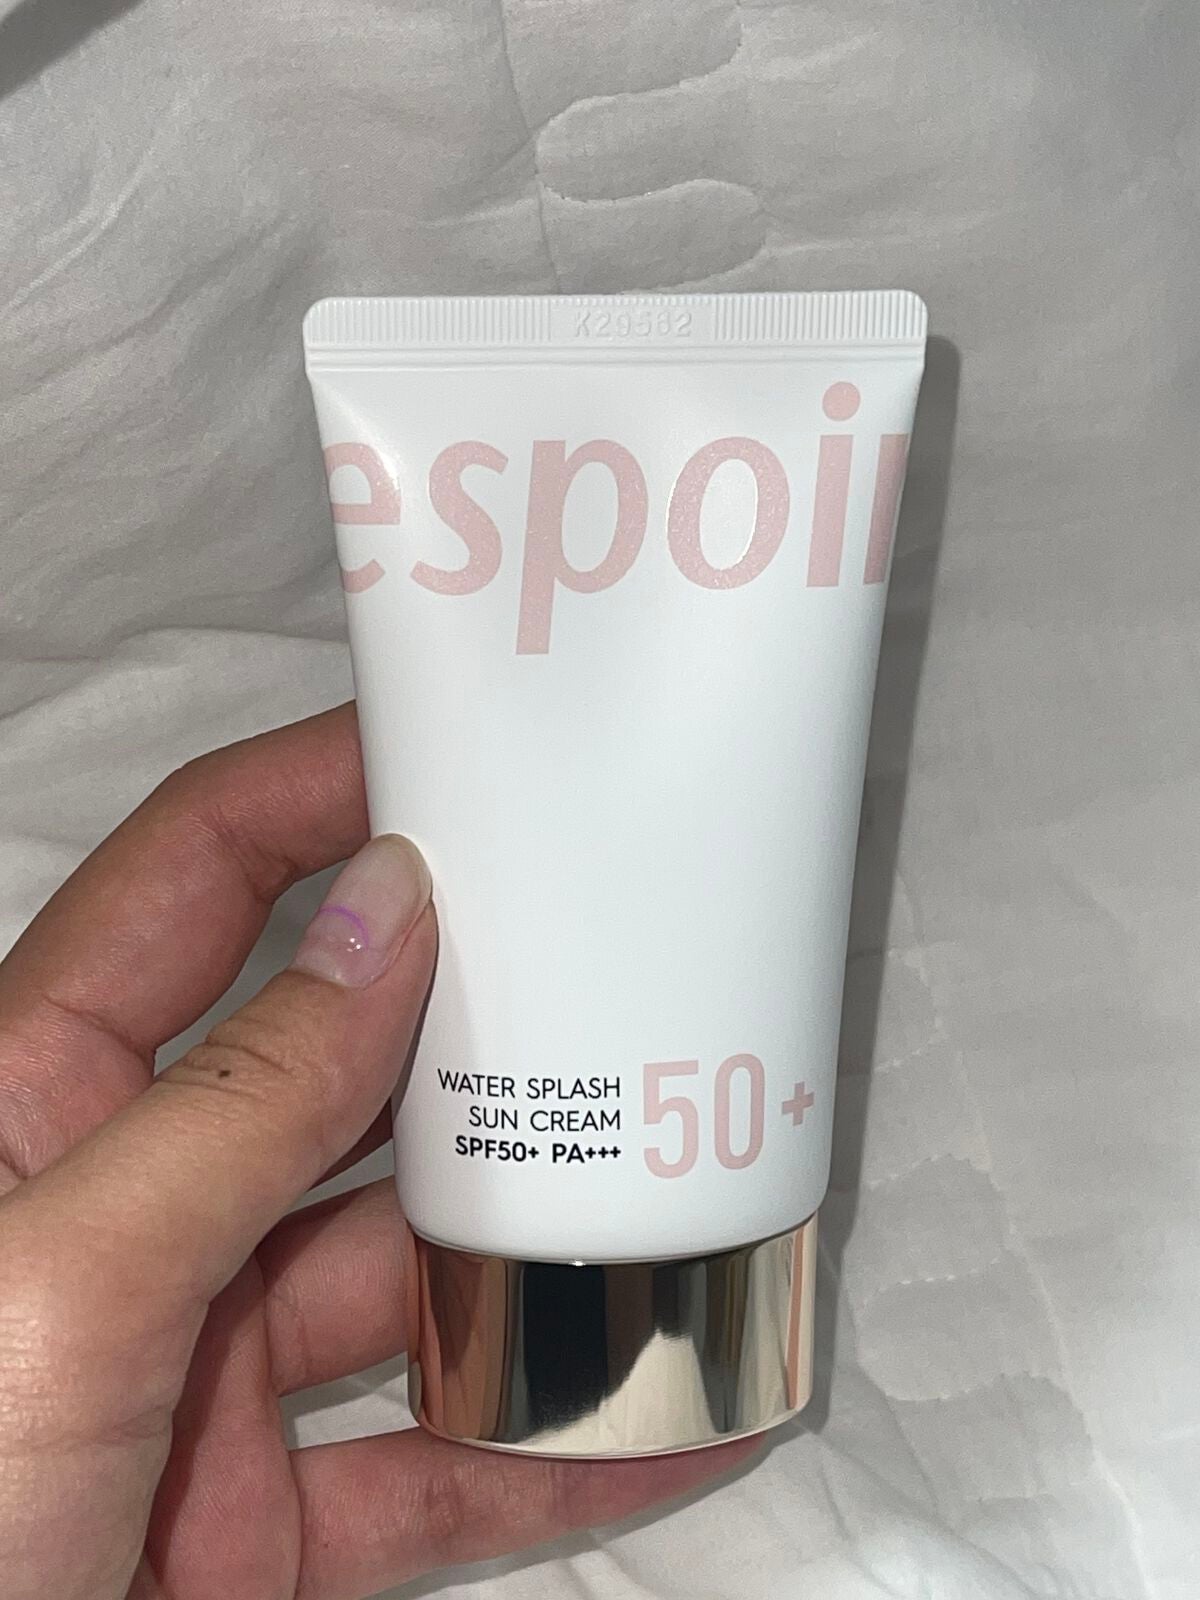 K29562
espoir
WATER SPLASH
SUN CREAM
SPF50+ PA+++
50+